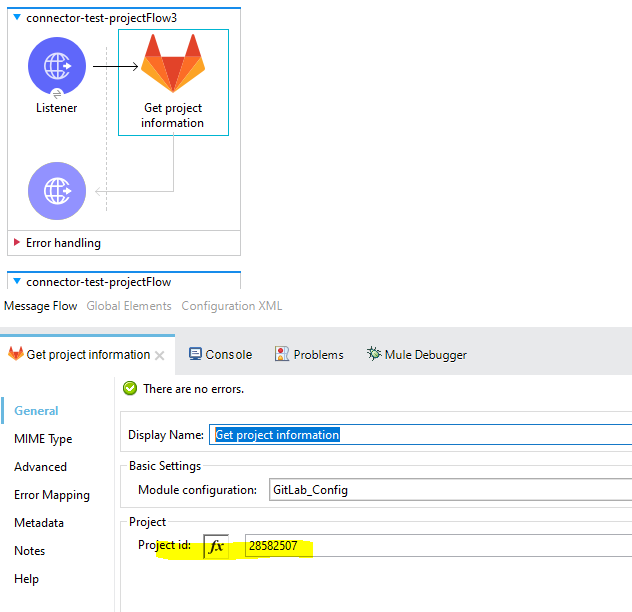 connector-test-projectFlow3
Listener
Get project
information
Error handling
connector-test-projectFlow
Message Flow Global Elements Configuration XML
Get project information Console Problems Mule Debugger
There are no errors.
General
MIME Type
Advanced
Error Mapping
Metadata
Notes
Help
Display Name: Get project information
Basic Settings
Module configuration: GitLab_Config
Project
Project id: fx 28582507